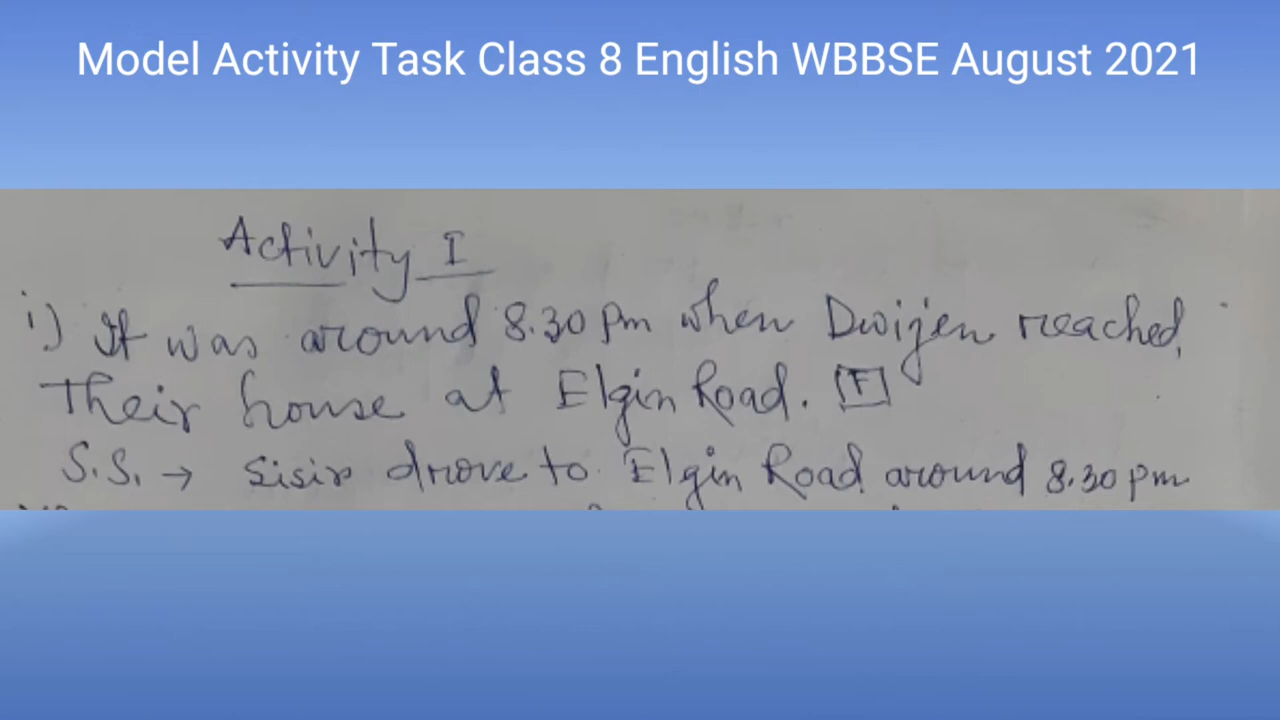 Model Activity Task Class 8 English WBBSE August 2021
Activity I
i) It was around 8.30 pm when Dwijen reached,
Their house at Elgin Road. F
S.S. → Sisir drove to Elgin Road around 8.30 pm